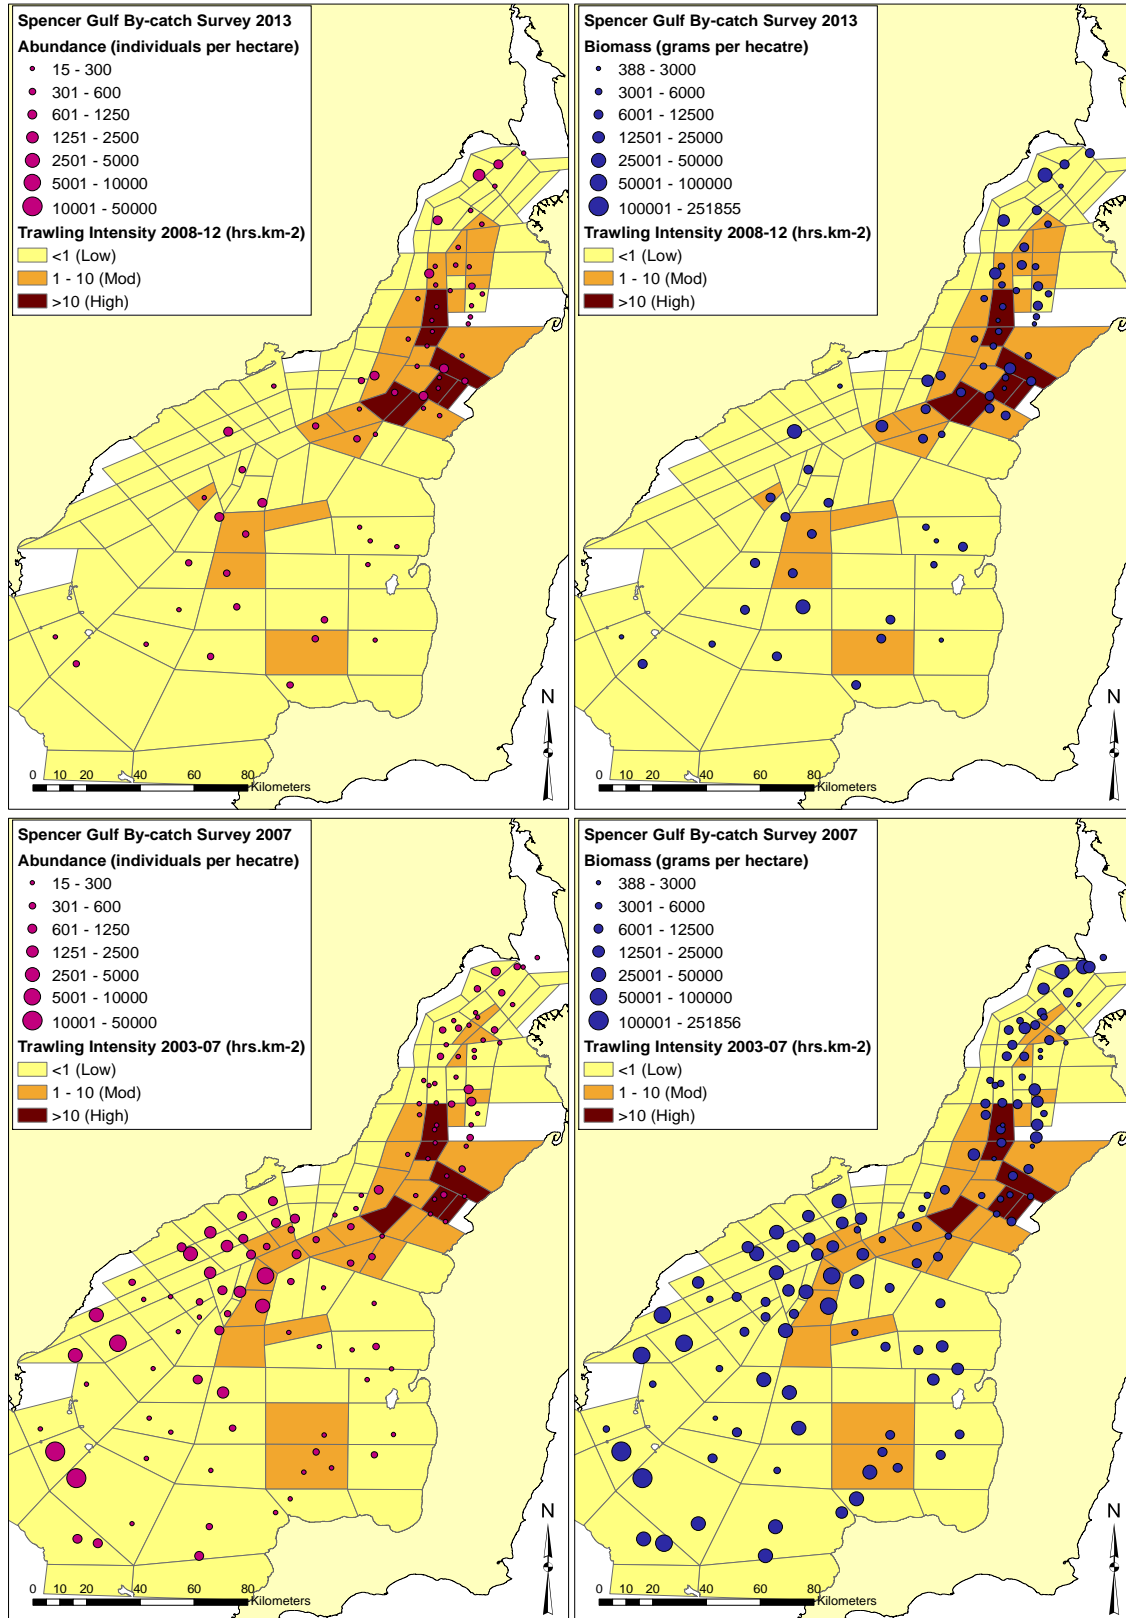 Spencer Gulf By-catch Survey 2013
Abundance (individuals per hectare)
15 - 300
301 - 600
601 - 1250
1251 - 2500
2501 - 5000
5001 - 10000
10001 - 50000
Trawling Intensity 2008-12 (hrs.km-2)
<1 (Low)
1 - 10 (Mod)
>10 (High)
N
0 10 20 40 60 80
Kilometers
Spencer Gulf By-catch Survey 2013
Biomass (grams per hecatre)
388 - 3000
3001 - 6000
6001 - 12500
12501 - 25000
25001 - 50000
50001 - 100000
100001 - 251855
Trawling Intensity 2008-12 (hrs.km-2)
<1 (Low)
1 - 10 (Mod)
>10 (High)
N
0 10 20 40 60 80
Kilometers
Spencer Gulf By-catch Survey 2007
Abundance (individuals per hecatre)
15 - 300
301 - 600
601 - 1250
1251 - 2500
2501 - 5000
5001 - 10000
10001 - 50000
Trawling Intensity 2003-07 (hrs.km-2)
<1 (Low)
1 - 10 (Mod)
>10 (High)
N
0 10 20 40 60 80
Kilometers
Spencer Gulf By-catch Survey 2007
Biomass (grams per hectare)
388 - 3000
3001 - 6000
6001 - 12500
12501 - 25000
25001 - 50000
50001 - 100000
100001 - 251856
Trawling Intensity 2003-07 (hrs.km-2)
<1 (Low)
1 - 10 (Mod)
>10 (High)
N
0 10 20 40 60 80
Kilometers